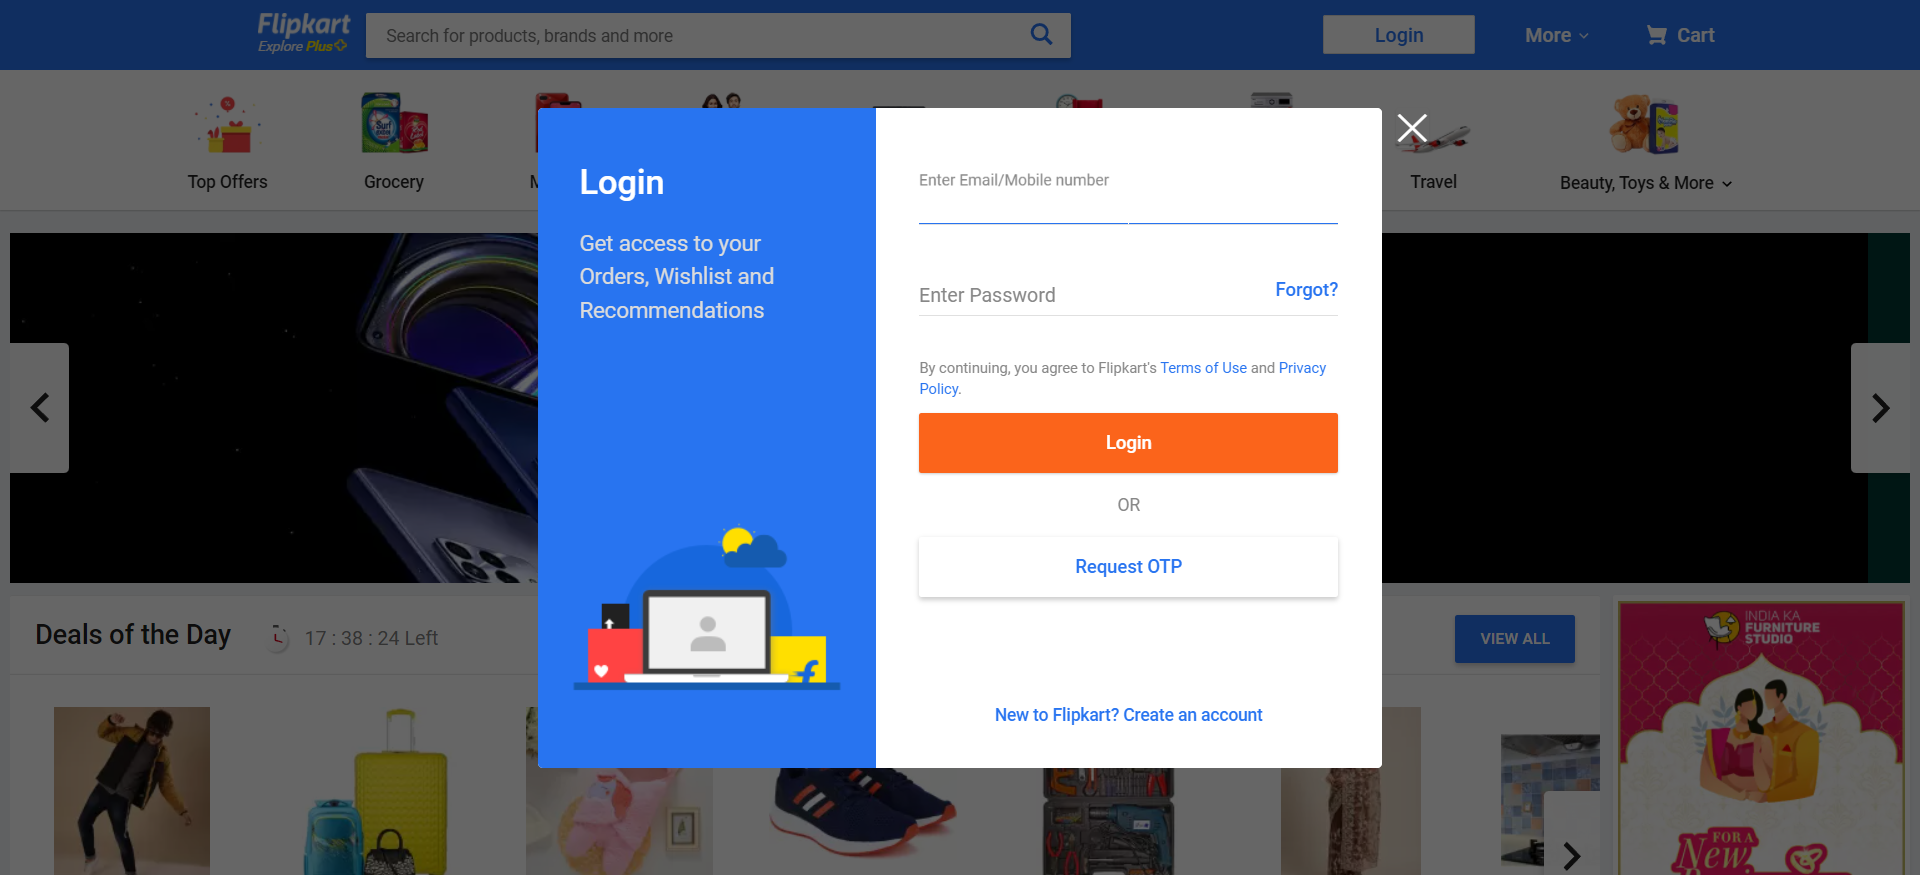 Flipkart
Explore Plus
Search for products, brands and more
Login
More
Cart
Top Offers
Grocery
Travel
Beauty, Toys & More
Login
Get access to your
Orders, Wishlist and
Recommendations
Enter Email/Mobile number
Enter Password
Forgot?
By continuing, you agree to Flipkart's Terms of Use and Privacy
Policy.
Login
OR
Request OTP
New to Flipkart? Create an account
Deals of the Day
17 : 38 : 24 Left
VIEW ALL
INDIA KA
FURNITURE
STUDIO
FOR A
New